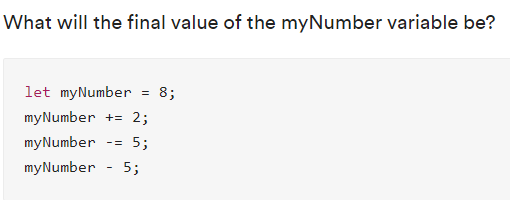 What will the final value of the myNumber variable be?
let myNumber = 8;
myNumber += 2;
myNumber -= 5;
myNumber - 5;